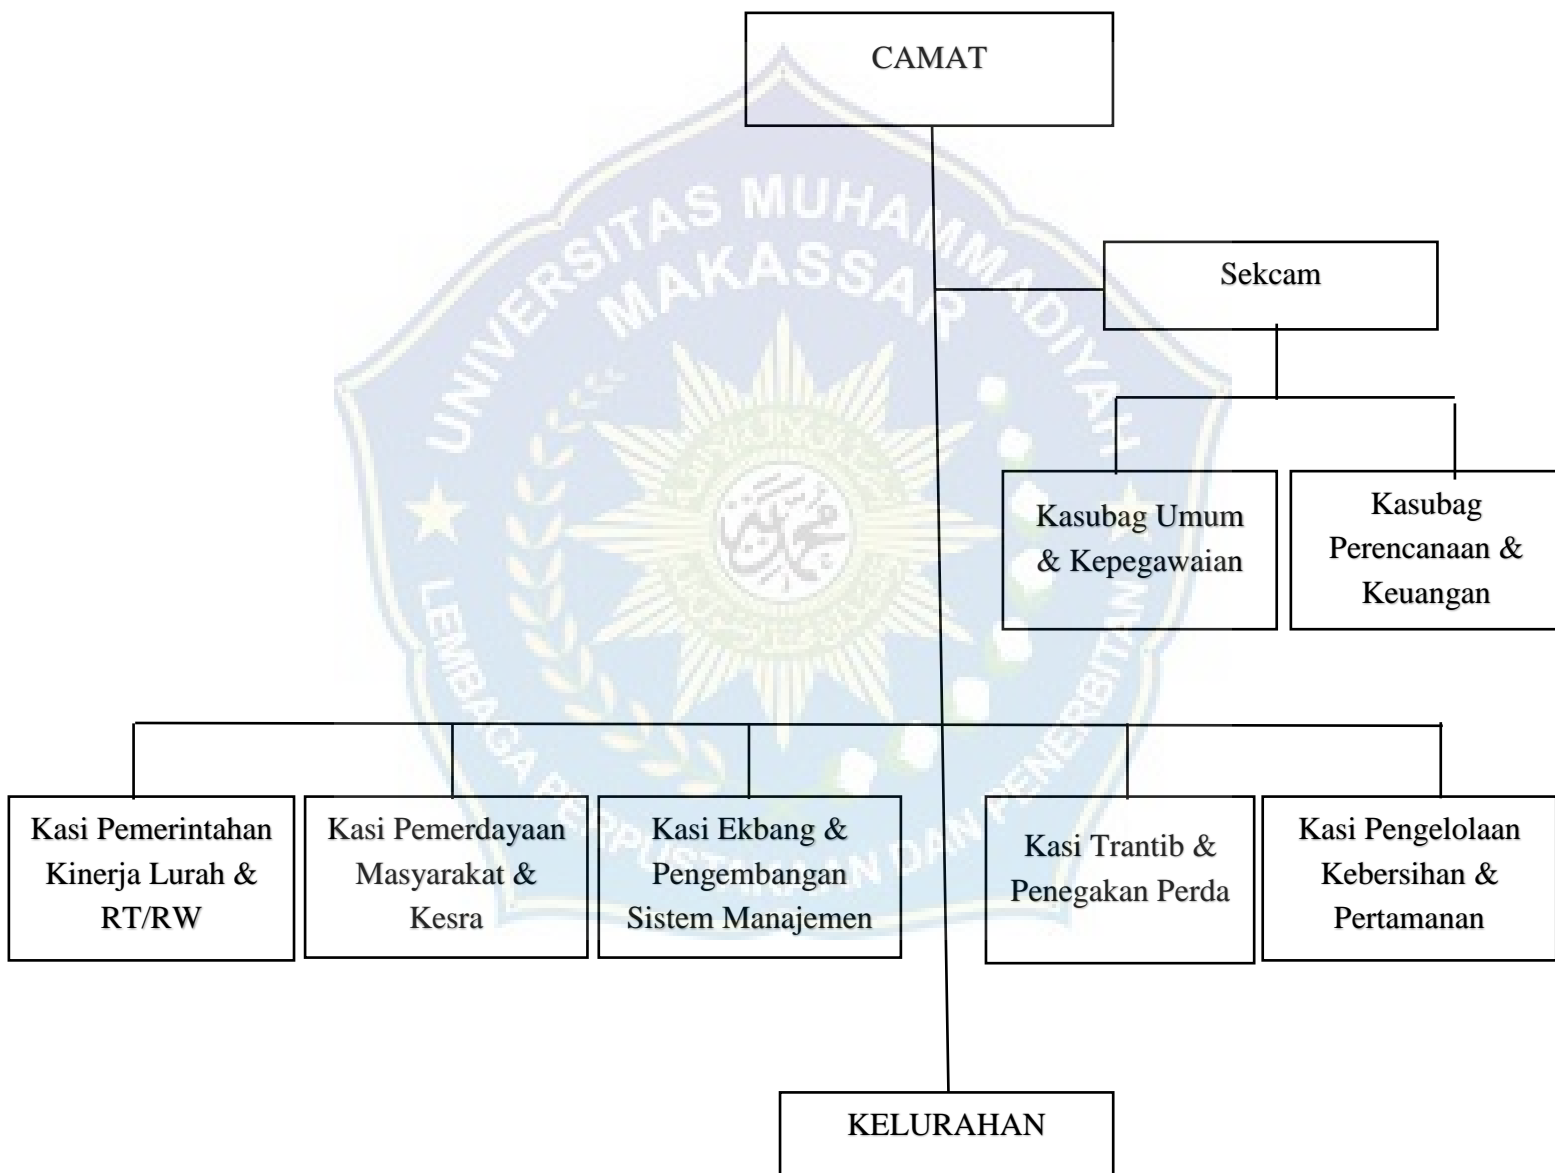 CAMAT
UNIVERSITAS MUHAMMADIYAH
MAKASSAR
Sekcam
Kasubag Umum
& Kepegawaian
Kasubag
Perencanaan &
Keuangan
LEMBAGA PERPUSTAKAAN DAN PENERBITAN
Kasi Pemerintahan
Kinerja Lurah &
RT/RW
Kasi Pemerdayaan
Masyarakat &
Kesra
Kasi Ekbang &
Pengembangan
Sistem Manajemen
Kasi Trantib &
Penegakan Perda
Kasi Pengelolaan
Kebersihan &
Pertamanan
KELURAHAN